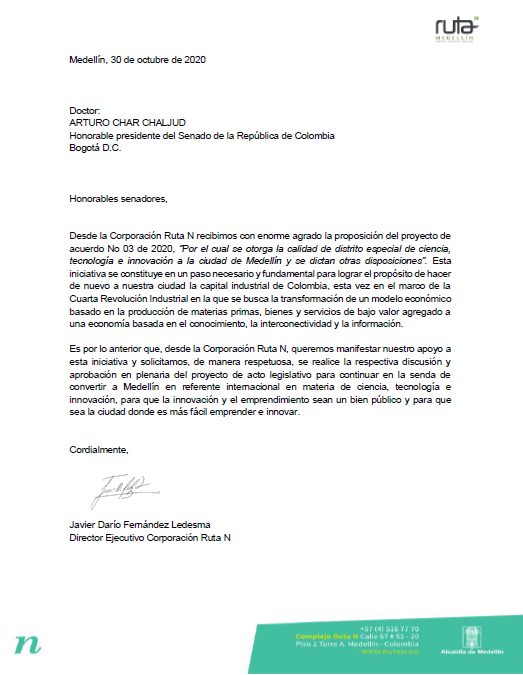 ruta n
MEDELLÍN
Medellín, 30 de octubre de 2020
Doctor:
ARTURO CHAR CHALJUD
Honorable presidente del Senado de la República de Colombia
Bogotá D.C.
Honorables senadores,
Desde la Corporación Ruta N recibimos con enorme agrado la proposición del proyecto de
acuerdo No 03 de 2020, “Por el cual se otorga la calidad de distrito especial de ciencia,
tecnología e innovación a la ciudad de Medellín y se dictan otras disposiciones”. Esta
iniciativa se constituye en un paso necesario y fundamental para lograr el propósito de hacer
de nuevo a nuestra ciudad la capital industrial de Colombia, esta vez en el marco de la
Cuarta Revolución Industrial en la que se busca la transformación de un modelo económico
basado en la producción de materias primas, bienes y servicios de bajo valor agregado a
una economía basada en el conocimiento, la interconectividad y la información.
Es por lo anterior que, desde la Corporación Ruta N, queremos manifestar nuestro apoyo a
esta iniciativa y solicitamos, de manera respetuosa, se realice la respectiva discusión y
aprobación en plenaria del proyecto de acto legislativo para continuar en la senda de
convertir a Medellín en referente internacional en materia de ciencia, tecnología e
innovación, para que la innovación y el emprendimiento sean un bien público y para que
sea la ciudad donde es más fácil emprender e innovar.
Cordialmente,
Javier Darío Fernández Ledesma
Director Ejecutivo Corporación Ruta N
n
+57 (4) 516 77 70
Complejo Ruta N Calle 67 # 52 - 20
Piso 2 Torre A. Medellín - Colombia
www.rutan.co
Alcaldía de Medellín